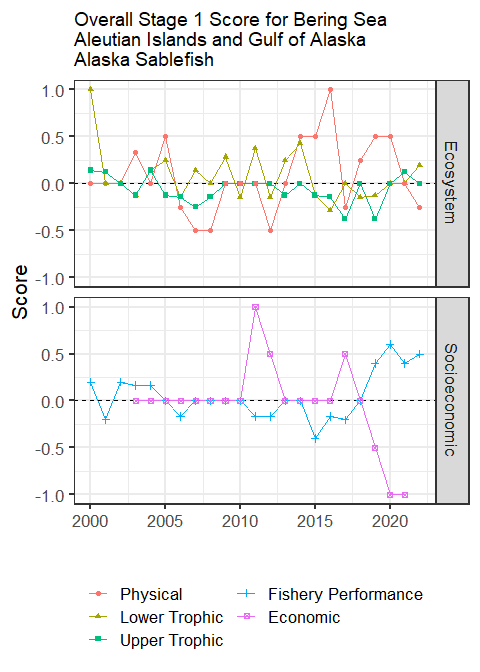 Overall Stage 1 Score for Bering Sea
Aleutian Islands and Gulf of Alaska
Alaska Sablefish
1.0
0.5
0.0
-0.5
-1.0
Ecosystem
Score
1.0
0.5
0.0
-0.5
-1.0
Socioeconomic
2000 2005 2010 2015 2020
Physical
Lower Trophic
Upper Trophic
Fishery Performance
Economic